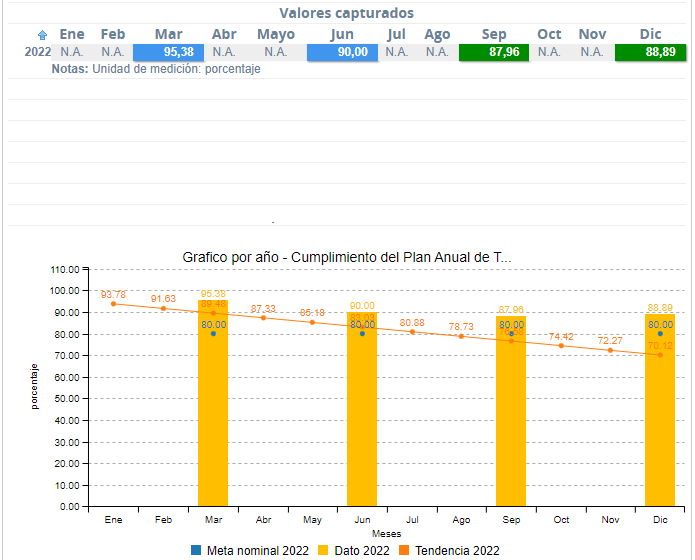 Valores capturados
Ene Feb Mar Abr Mayo Jun Jul Ago Sep Oct Nov Dic
2022 N.A. N.A. 95,38 N.A. N.A. 90,00 N.A. N.A. 87,96 N.A. N.A. 88,89
Notas: Unidad de medición: porcentaje
Grafico por año - Cumplimiento del Plan Anual de T...
110.00
100.00
90.00
80.00
70.00
60.00
50.00
40.00
30.00
20.00
10.00
0.00
porcentaje
93.78 91.63 95.38 89.48 87.33 85.18 90.00 83.03 80.88 78.73 87.96 74.42 72.27 88.89 70.12
80.00 80.00 80.00 80.00
Ene Feb Mar Abr May Jun Jul Ago Sep Oct Nov Dic
Meses
Meta nominal 2022 Dato 2022 Tendencia 2022